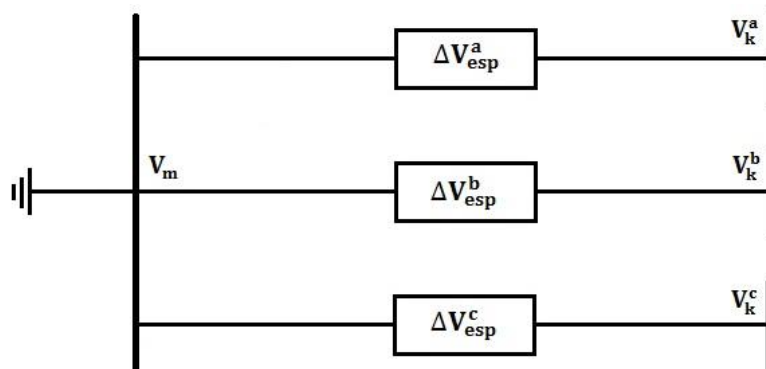 ΔV_esp^a V_k^a
V_m
ΔV_esp^b V_k^b
ΔV_esp^c V_k^c